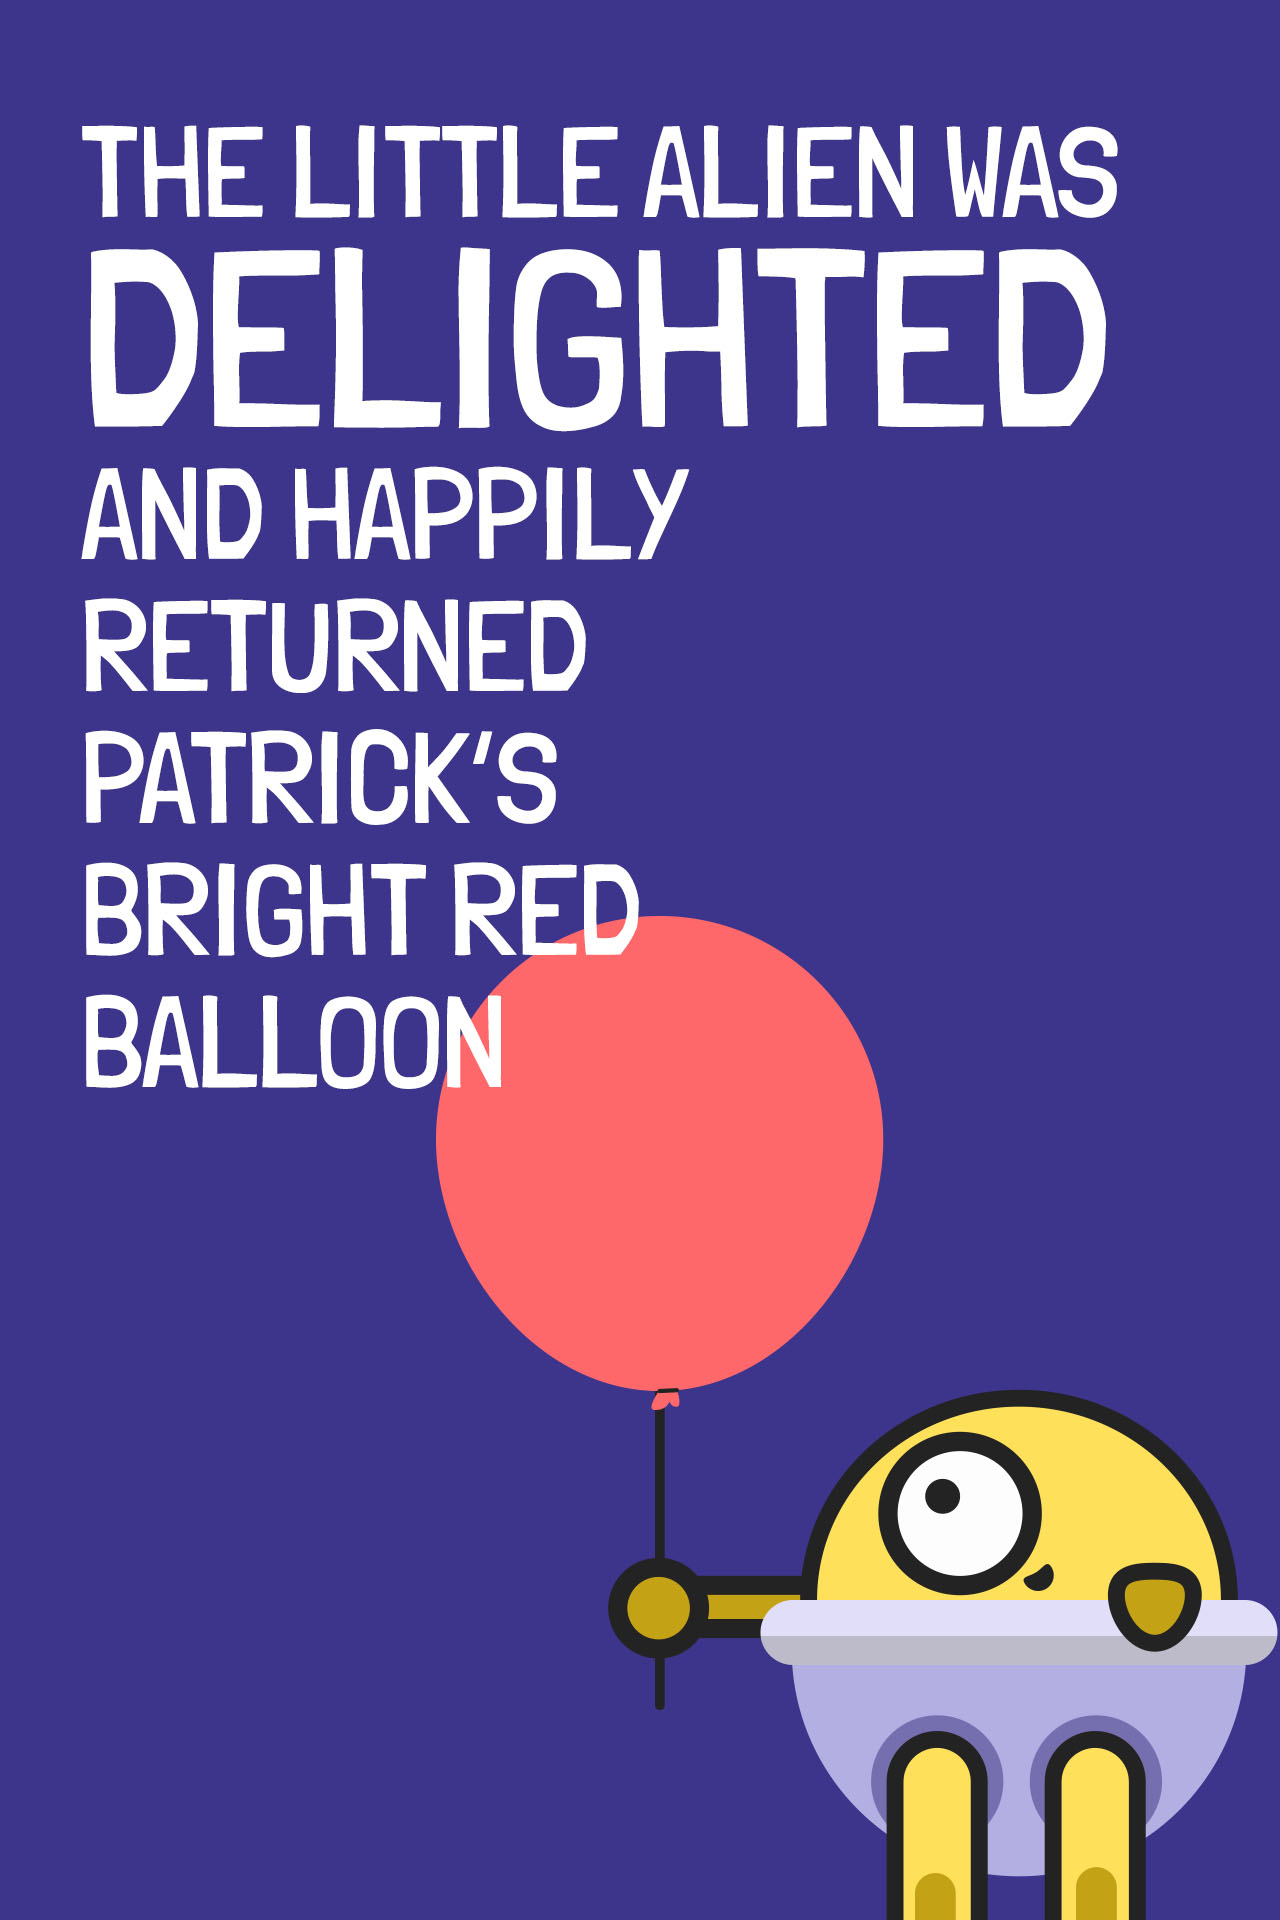 THE LITTLE ALIEN WAS
DELIGHTED
AND HAPPILY
RETURNED
PATRICK'S
BRIGHT RED
BALLOON